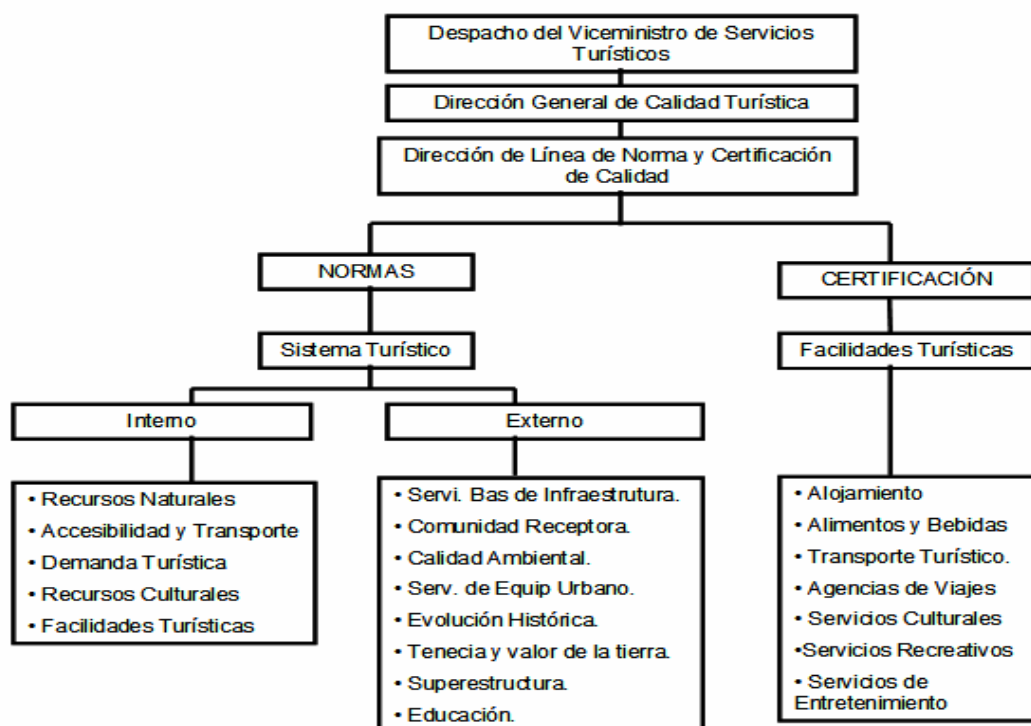 Despacho del Viceministro de Servicios
Turísticos
Dirección General de Calidad Turística
Dirección de Línea de Norma y Certificación
de Calidad
NORMAS
CERTIFICACIÓN
Sistema Turístico
Facilidades Turísticas
Interno
Externo
• Recursos Naturales
• Accesibilidad y Transporte
• Demanda Turística
• Recursos Culturales
• Facilidades Turísticas
• Servi. Bas de Infraestrutura.
• Comunidad Receptora.
• Calidad Ambiental.
• Serv. de Equip Urbano.
• Evolución Histórica.
• Tenecia y valor de la tierra.
• Superestructura.
• Educación.
• Alojamiento
• Alimentos y Bebidas
• Transporte Turístico.
• Agencias de Viajes
• Servicios Culturales
•Servicios Recreativos
• Servicios de
Entretenimiento